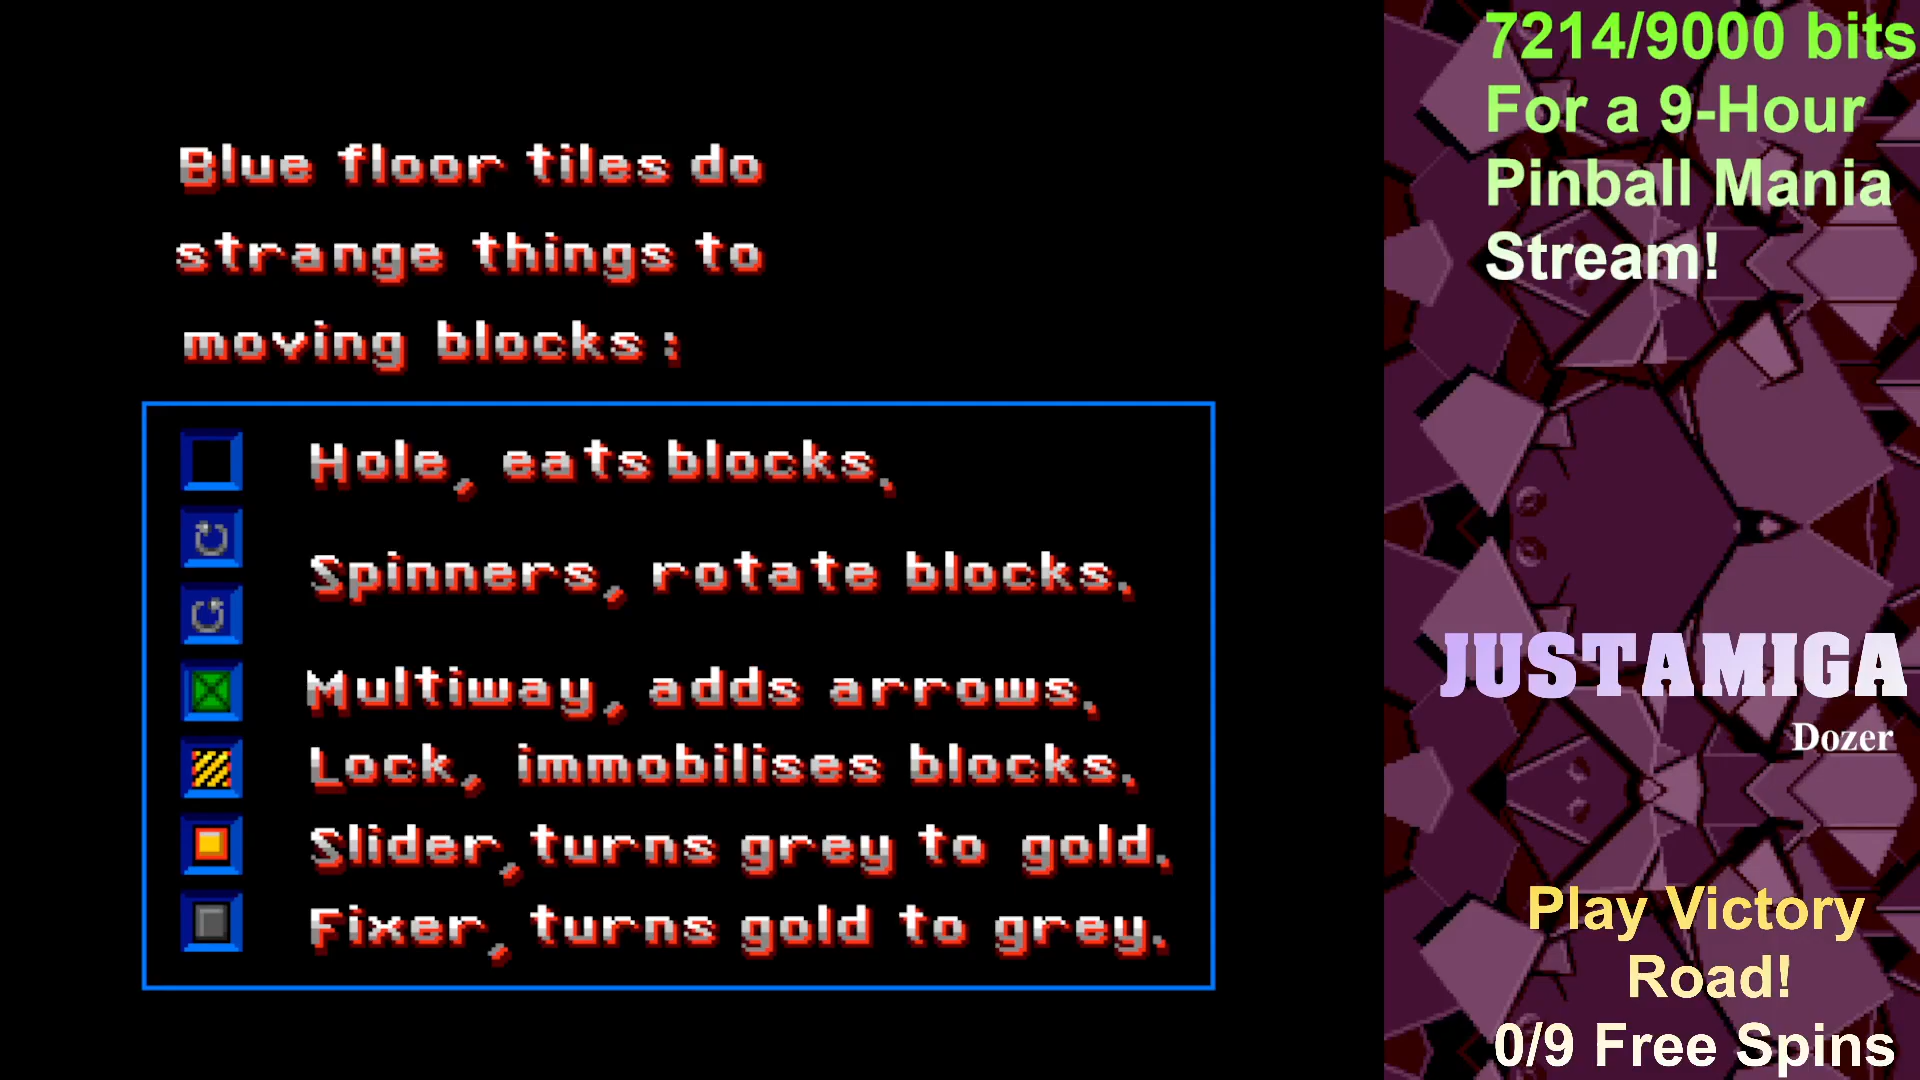 Blue floor tiles do
strange things to
moving blocks:
Hole, eats blocks.
Spinners, rotate blocks.
Multiway, adds arrows.
Lock, immobilises blocks.
Slider, turns grey to gold.
Fixer, turns gold to grey.
7214/9000 bits
For a 9-Hour
Pinball Mania
Stream!
JUSTAMIGA
Dozer
Play Victory
Road!
0/9 Free Spins